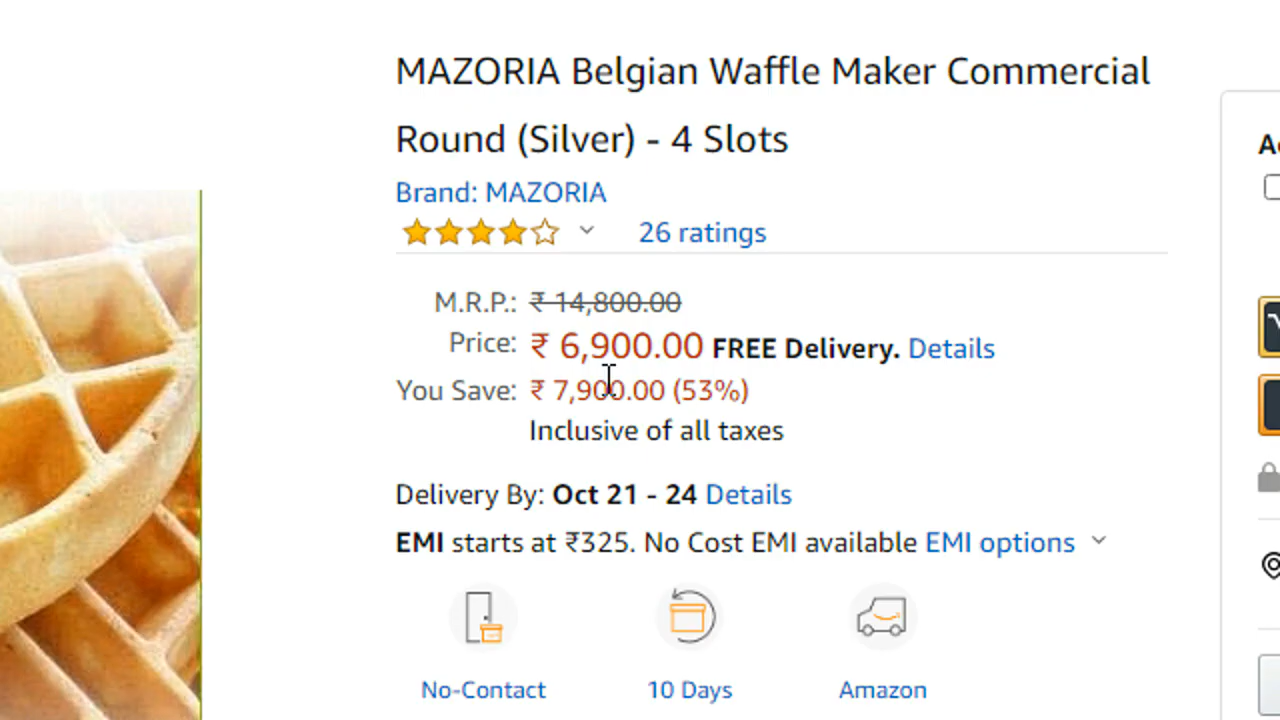 MAZORIA Belgian Waffle Maker Commercial
Round (Silver) - 4 Slots
Brand: MAZORIA
26 ratings
M.R.P.: ₹ 14,800.00
Price: ₹ 6,900.00 FREE Delivery. Details
You Save: ₹ 7,900.00 (53%)
Inclusive of all taxes
Delivery By: Oct 21 - 24 Details
EMI starts at ₹325. No Cost EMI available EMI options
No-Contact
10 Days
Amazon